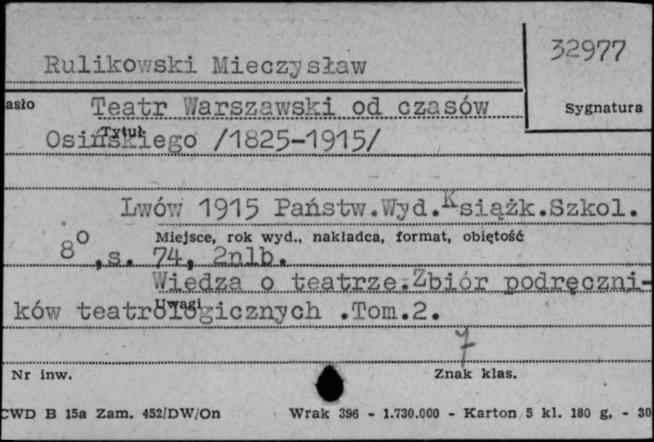 32977
Rulikowski Mieczysław
asło Teatr Warszawski od czasów Sygnatura
Tytuł
Osińskiego /1825-1915/
Lwów 1915 Państw.Wyd.Książk.Szkol.
Miejsce, rok wyd., nakładca, format, objętość
8o,s. 74, 2nlb.
Wiedza o teatrze.Zbiór podręczni-
Uwagi
ków teatrologicznych .Tom.2.
7
Nr inw. Znak klas.
CWD B 15a Zam. 452/DW/On Wrak 396 - 1.730.000 - Karton 5 kl. 180 g. - 30